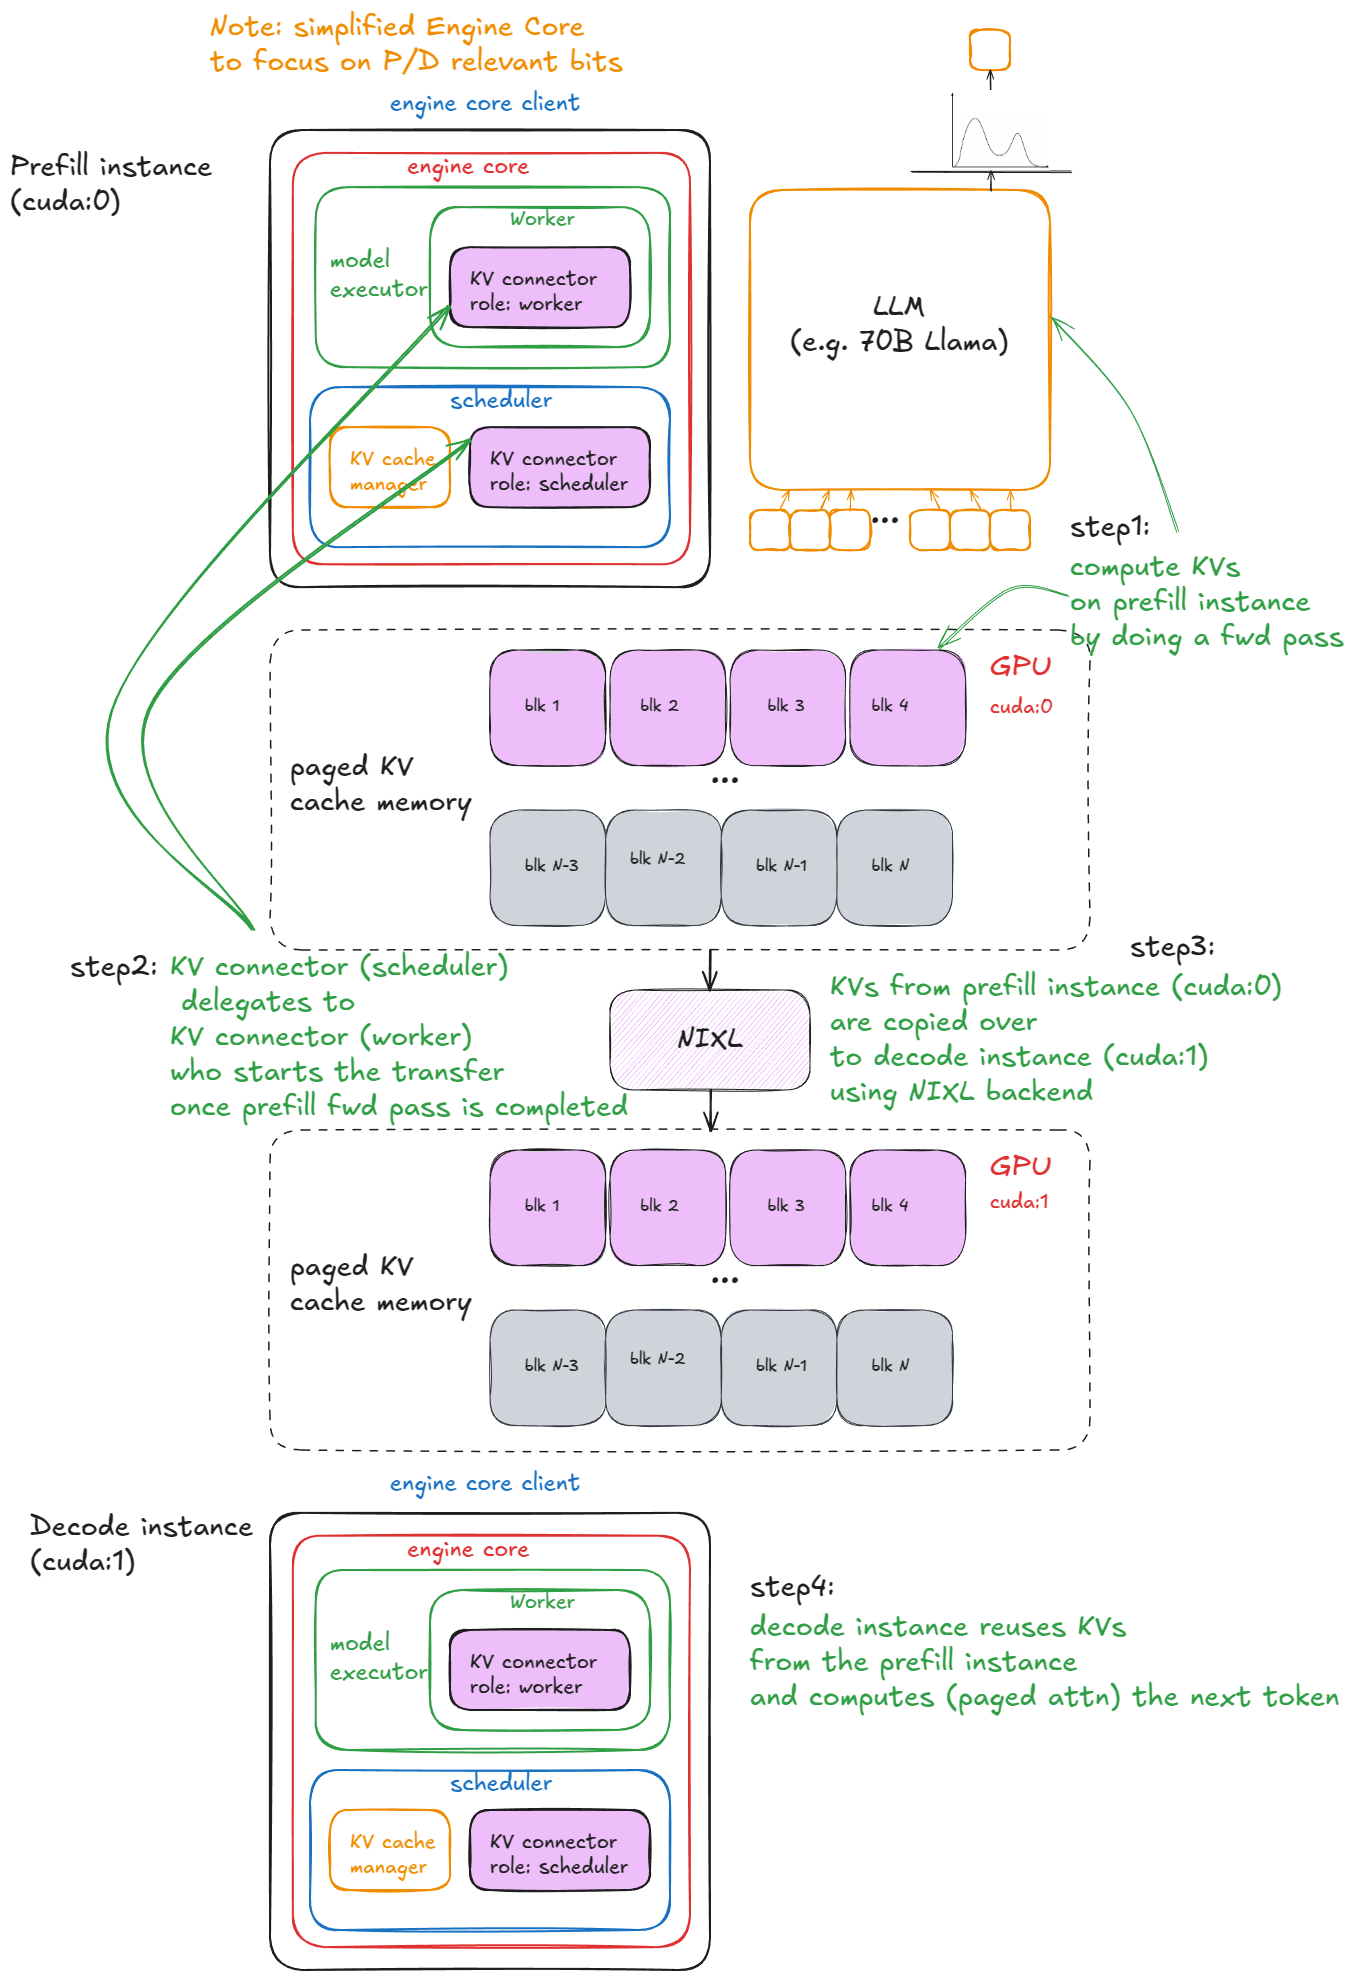 Note: simplified Engine Core
to focus on P/D relevant bits
engine core client
Prefill instance
(cuda:0)
engine core
Worker
model
executor
KV connector
role: worker
scheduler
KV cache
manager
KV connector
role: scheduler
LLM
(e.g. 70B Llama)
...
step1:
compute KVs
on prefill instance
by doing a fwd pass
GPU
cuda:0
blk 1
blk 2
blk 3
blk 4
...
paged KV
cache memory
blk N-3
blk N-2
blk N-1
blk N
step2:
KV connector (scheduler)
delegates to
KV connector (worker)
who starts the transfer
once prefill fwd pass is completed
NIXL
step3:
KVs from prefill instance (cuda:0)
are copied over
to decode instance (cuda:1)
using NIXL backend
GPU
cuda:1
blk 1
blk 2
blk 3
blk 4
...
paged KV
cache memory
blk N-3
blk N-2
blk N-1
blk N
engine core client
Decode instance
(cuda:1)
engine core
Worker
model
executor
KV connector
role: worker
scheduler
KV cache
manager
KV connector
role: scheduler
step4:
decode instance reuses KVs
from the prefill instance
and computes (paged attn) the next token